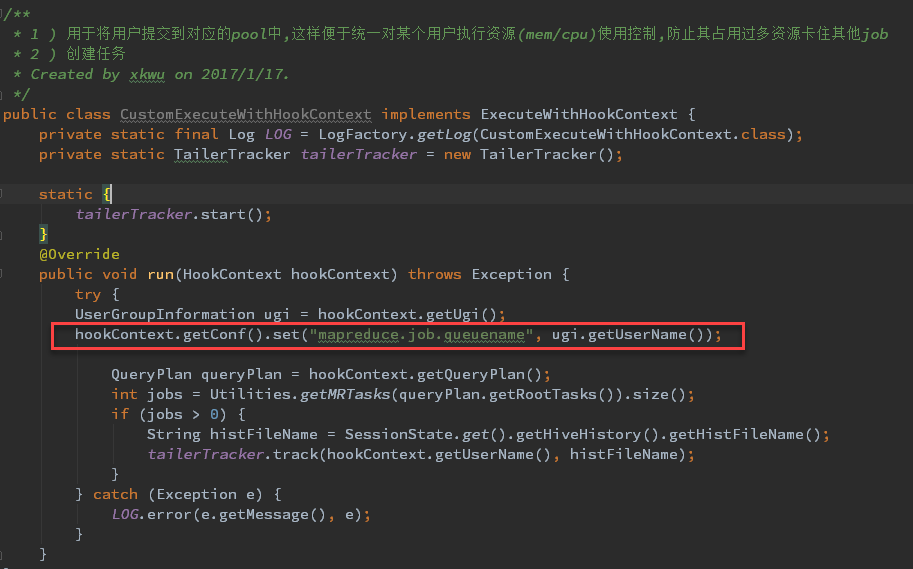 /**
 * 1 ) 用于将用户提交到对应的pool中,这样便于统一对某个用户执行资源(mem/cpu)使用控制,防止其占用过多资源卡住其他job
 * 2 ) 创建任务
 * Created by xkwu on 2017/1/17.
 */
public class CustomExecuteWithHookContext implements ExecuteWithHookContext {
    private static final Log LOG = LogFactory.getLog(CustomExecuteWithHookContext.class);
    private static TailerTracker tailerTracker = new TailerTracker();

    static {
        tailerTracker.start();
    }
    @Override
    public void run(HookContext hookContext) throws Exception {
        try {
        UserGroupInformation ugi = hookContext.getUgi();
        hookContext.getConf().set("mapreduce.job.queuename", ugi.getUserName());

            QueryPlan queryPlan = hookContext.getQueryPlan();
            int jobs = Utilities.getMRTasks(queryPlan.getRootTasks()).size();
            if (jobs > 0) {
                String histFileName = SessionState.get().getHiveHistory().getHistFileName();
                tailerTracker.track(hookContext.getUserName(), histFileName);
            }
        } catch (Exception e) {
            LOG.error(e.getMessage(), e);
        }
    }